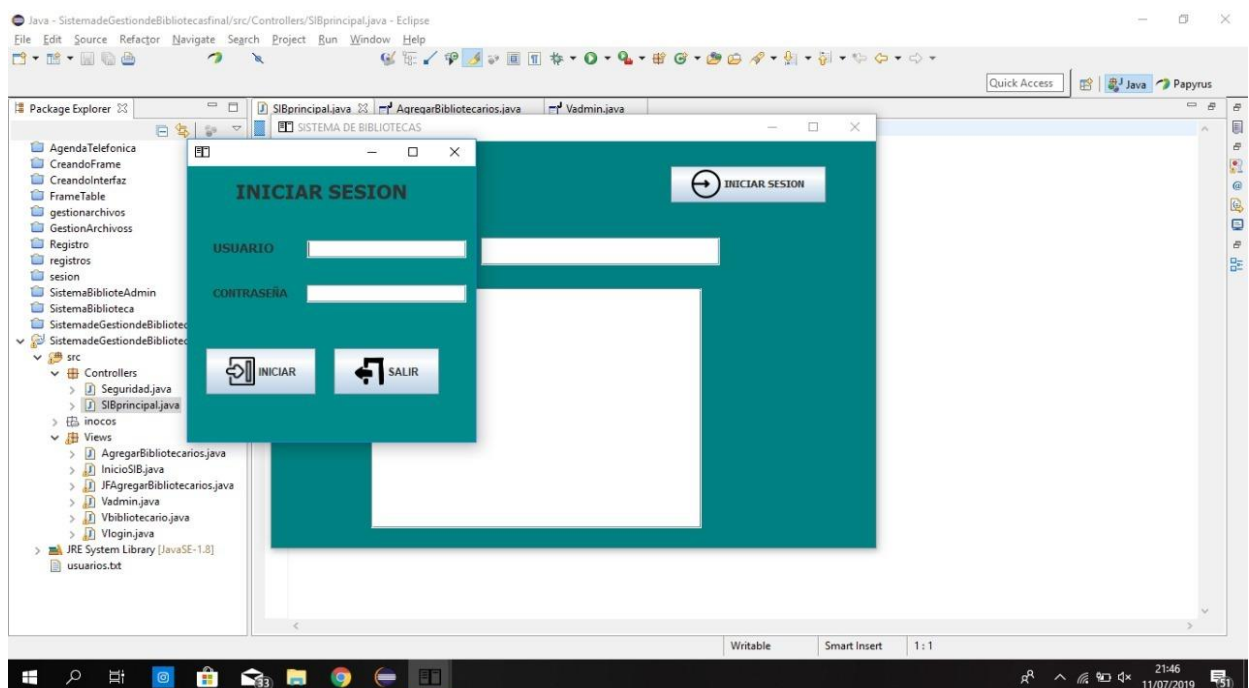 Java - SistemadeGestiondeBibliotecasfinal/src/Controllers/SIBprincipal.java - Eclipse
File Edit Source Refactor Navigate Search Project Run Window Help
Quick Access
Java
Papyrus
Package Explorer
SIBprincipal.java
AgregarBibliotecarios.java
Vadmin.java
AgendaTelefonica
CreandoFrame
CreandoInterfaz
FrameTable
gestionarchivos
GestionArchivoss
Registro
registros
sesion
SistemaBiblioteAdmin
SistemaBiblioteca
SistemadeGestiondeBibliotec
SistemadeGestiondeBibliotec
src
Controllers
Seguridad.java
SIBprincipal.java
inocos
Views
AgregarBibliotecarios.java
InicioSIB.java
JFAgregarBibliotecarios.java
Vadmin.java
Vbibliotecario.java
Vlogin.java
JRE System Library [JavaSE-1.8]
usuarios.txt
SISTEMA DE BIBLIOTECAS
INICIAR SESION
INICIAR SESION
USUARIO
CONTRASEÑA
INICIAR
SALIR
Writable
Smart Insert
1 : 1
33
21:46
11/07/2019
51